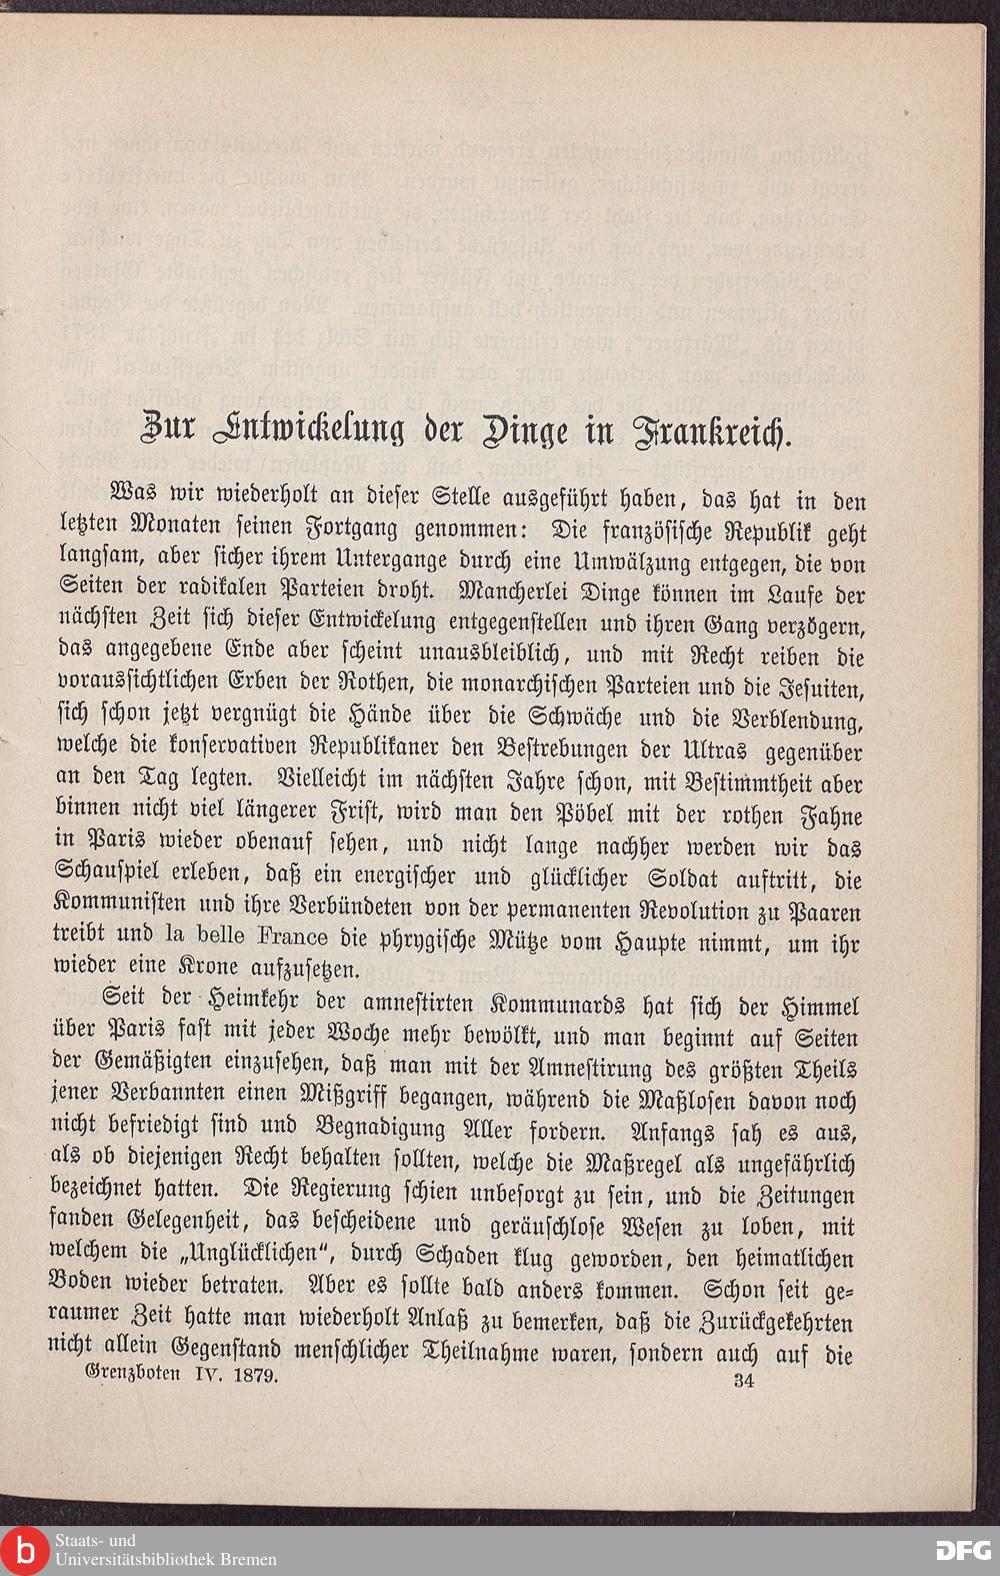 Zur Entwickelung der Dinge in Frankreich.
Was wir wiederholt an dieser Stelle ausgeführt haben, das hat in den
letzten Monaten seinen Fortgang genommen: Die französische Republik geht
langsam, aber sicher ihrem Untergange durch eine Umwälzung entgegen, die von
Seiten der radikalen Parteien droht. Mancherlei Dinge können im Laufe der
nächsten Zeit sich dieser Entwickelung entgegenstellen und ihren Gang verzögern,
das angegebene Ende aber scheint unausbleiblich, und mit Recht reiben die
voraussichtlichen Erben der Rothen, die monarchischen Parteien und die Jesuiten,
sich schon jetzt vergnügt die Hände über die Schwäche und die Verblendung,
welche die konservativen Republikaner den Bestrebungen der Ultras gegenüber
an den Tag legten. Vielleicht im nächsten Jahre schon, mit Bestimmtheit aber
binnen nicht viel längerer Frist, wird man den Pöbel mit der rothen Fahne
in Paris wieder obenauf sehen, und nicht lange nachher werden wir das
Schauspiel erleben, daß ein energischer und glücklicher Soldat auftritt, die
Kommunisten und ihre Verbündeten von der permanenten Revolution zu Paaren
treibt und la belle France die phrygische Mütze vom Haupte nimmt, um ihr
wieder eine Krone aufzusetzen.
Seit der Heimkehr der amnestirten Kommunards hat sich der Himmel
über Paris fast mit jeder Woche mehr bewölkt, und man beginnt auf Seiten
der Gemäßigten einzusehen, daß man mit der Amnestirung des größten Theils
jener Verbannten einen Mißgriff begangen, während die Maßlosen davon noch
nicht befriedigt sind und Begnadigung Aller fordern. Anfangs sah es aus,
als ob diejenigen Recht behalten sollten, welche die Maßregel als ungefährlich
bezeichnet hatten. Die Regierung schien unbesorgt zu sein, und die Zeitungen
fanden Gelegenheit, das bescheidene und geräuschlose Wesen zu loben, mit
welchem die „Unglücklichen“, durch Schaden klug geworden, den heimatlichen
Boden wieder betraten. Aber es sollte bald anders kommen. Schon seit ge-
raumer Zeit hatte man wiederholt Anlaß zu bemerken, daß die Zurückgekehrten
nicht allein Gegenstand menschlicher Theilnahme waren, sondern auch auf die
Grenzboten IV. 1879. 34
b Staats- und
Universitätsbibliothek Bremen
DFG